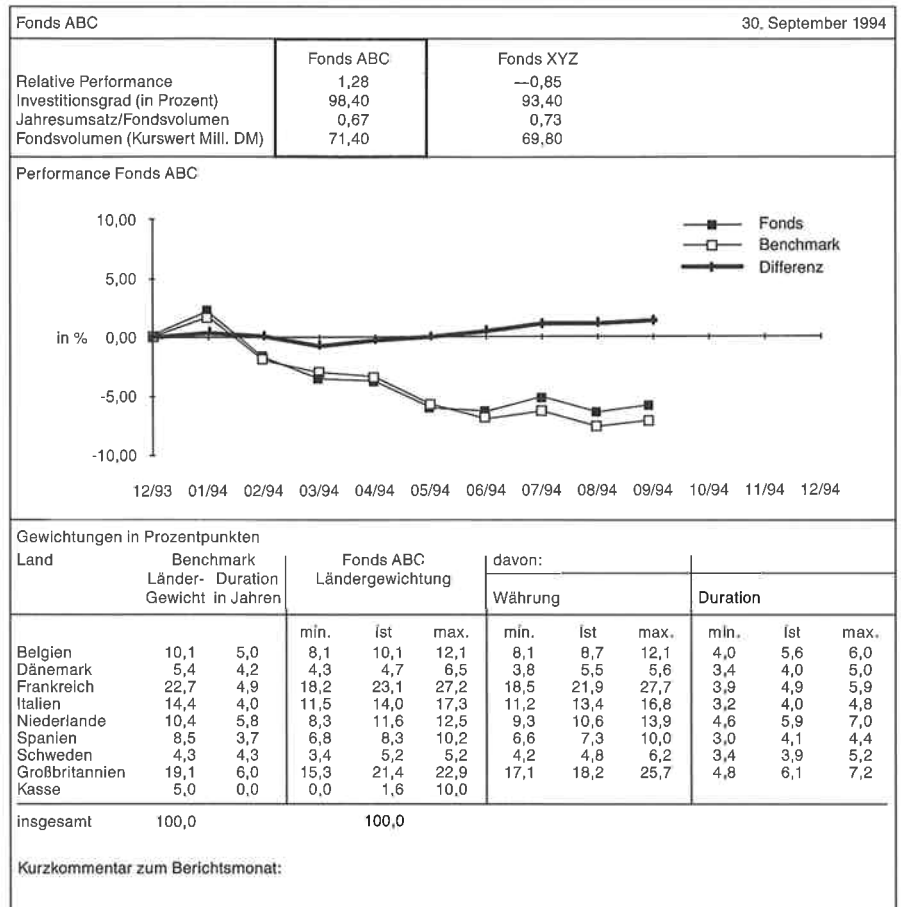 Fonds ABC 30. September 1994
Fonds ABC Fonds XYZ
Relative Performance 1,28 —0,85
Investitionsgrad (in Prozent) 98,40 93,40
Jahresumsatz/Fondsvolumen 0,67 0,73
Fondsvolumen (Kurswert Mill. DM) 71,40 69,80
Performance Fonds ABC
10,00
Fonds
Benchmark
5,00
Differenz
in % 0,00
-5,00
-10,00
12/93 01/94 02/94 03/94 04/94 05/94 06/94 07/94 08/94 09/94 10/94 11/94 12/94
Gewichtungen in Prozentpunkten
Land Benchmark Fonds ABC davon:
Länder- Duration Ländergewichtung
Gewicht in Jahren Währung Duration
min. Ist max. min. Ist max. min. Ist max.
Belgien 10,1 5,0 8,1 10,1 12,1 8,1 8,7 12,1 4,0 5,6 6,0
Dänemark 5,4 4,2 4,3 4,7 6,5 3,8 5,5 5,6 3,4 4,0 5,0
Frankreich 22,7 4,9 18,2 23,1 27,2 18,5 21,9 27,7 3,9 4,9 5,9
Italien 14,4 4,0 11,5 14,0 17,3 11,2 13,4 16,8 3,2 4,0 4,8
Niederlande 10,4 5,8 8,3 11,6 12,5 9,3 10,6 13,9 4,6 5,9 7,0
Spanien 8,5 3,7 6,8 8,3 10,2 6,6 7,3 10,0 3,0 4,1 4,4
Schweden 4,3 4,3 3,4 5,2 5,2 4,2 4,8 6,2 3,4 3,9 5,2
Großbritannien 19,1 6,0 15,3 21,4 22,9 17,1 18,2 25,7 4,8 6,1 7,2
Kasse 5,0 0,0 0,0 1,6 10,0
insgesamt 100,0 100,0
Kurzkommentar zum Berichtsmonat: